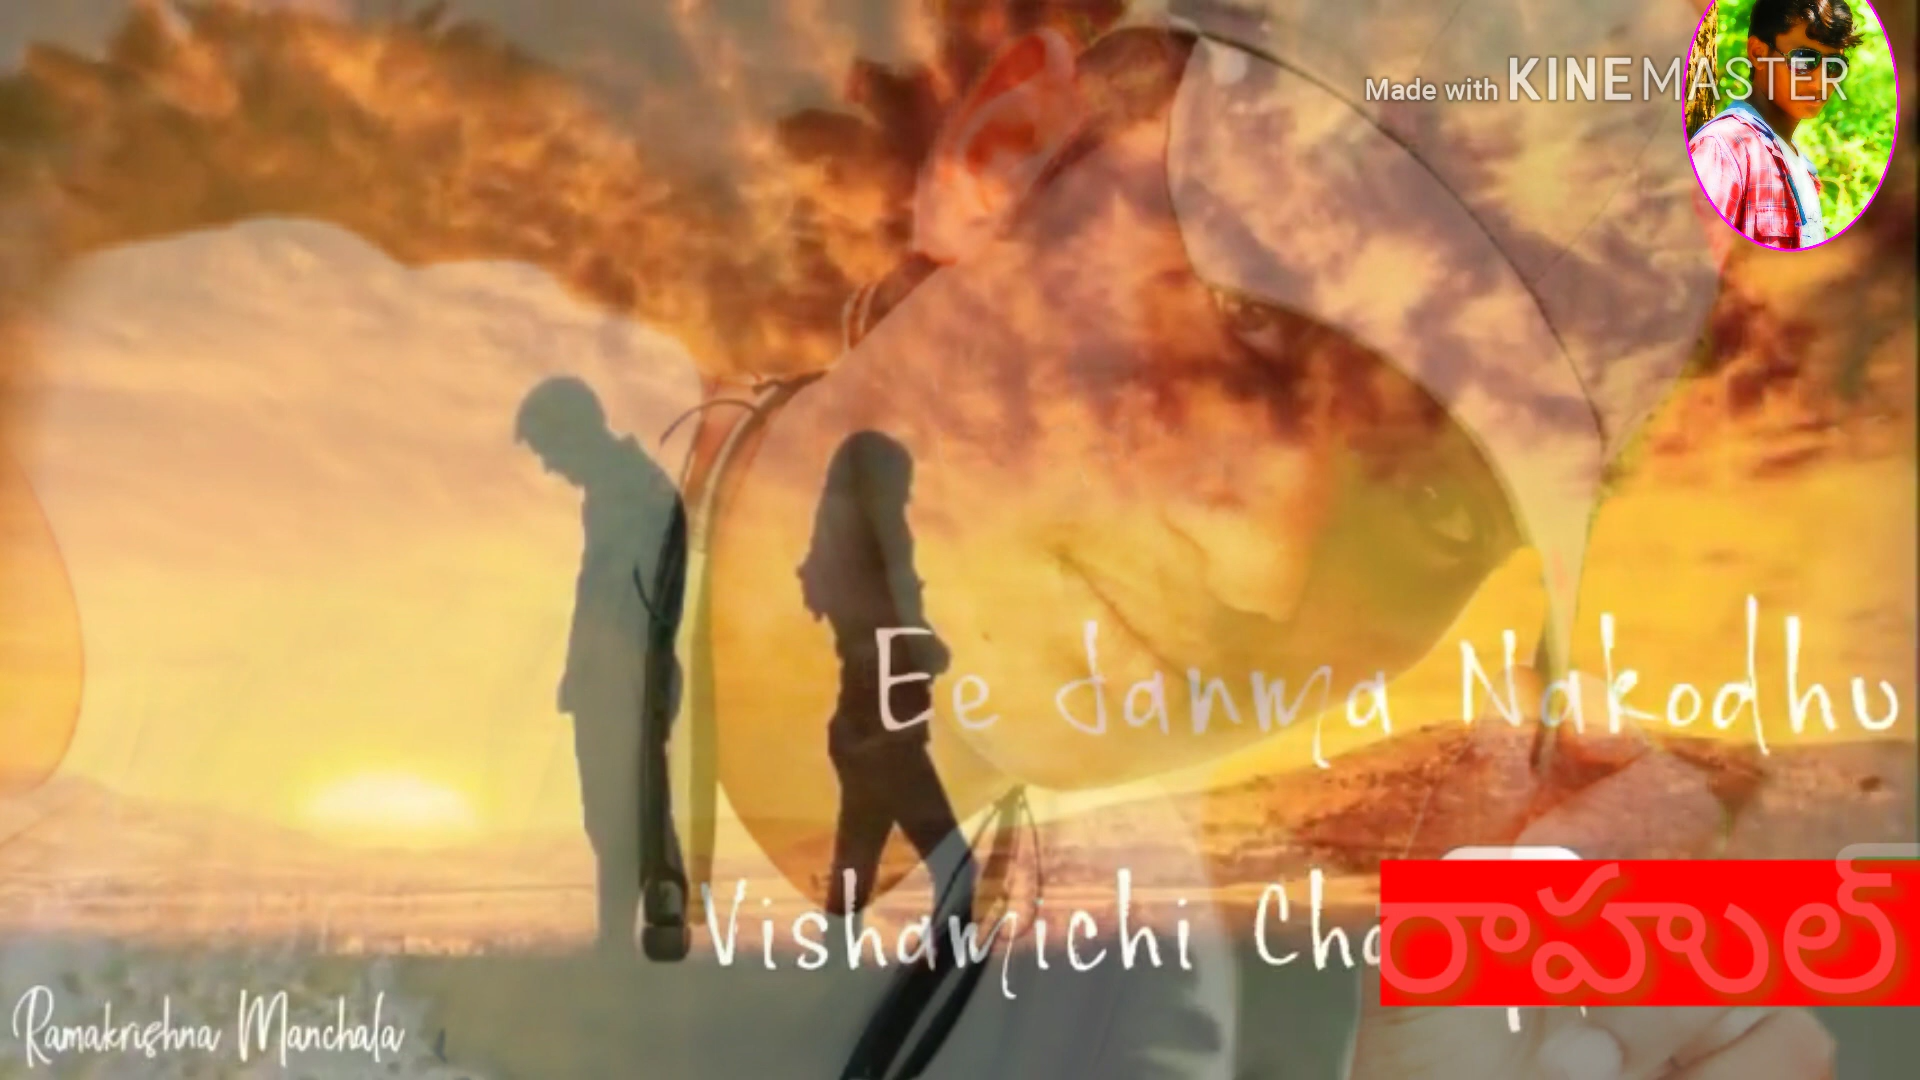 Made with KINEMASTER
Ee Janma Nakodhu
Vishamichi
రాహుల్
Ramakrishna Manchala